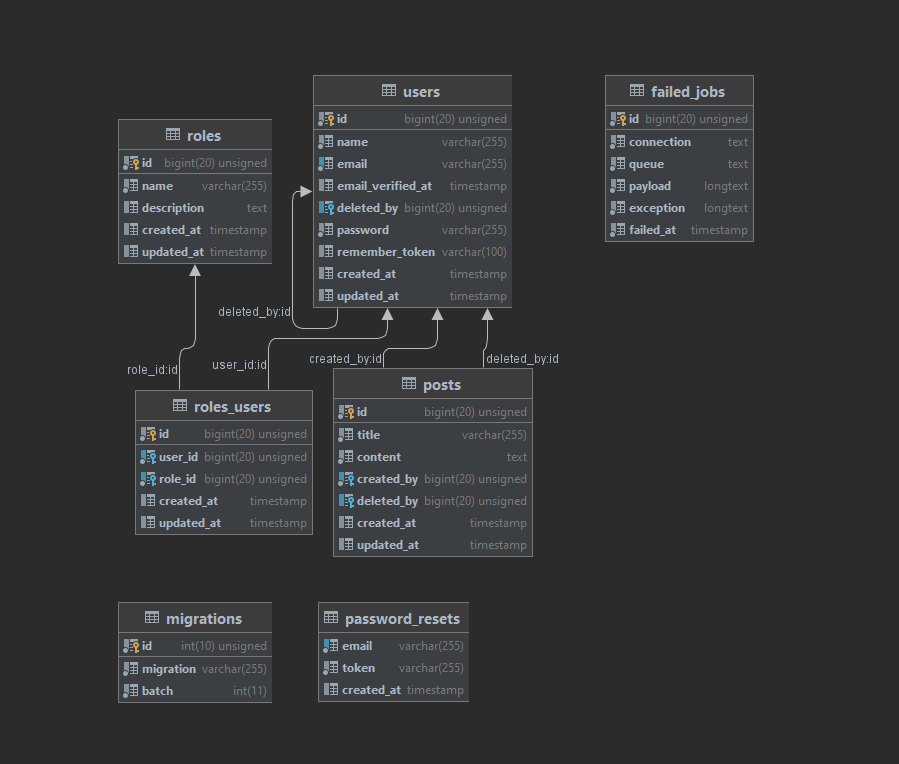 users
id bigint(20) unsigned
name varchar(255)
email varchar(255)
email_verified_at timestamp
deleted_by bigint(20) unsigned
password varchar(255)
remember_token varchar(100)
created_at timestamp
updated_at timestamp
failed_jobs
id bigint(20) unsigned
connection text
queue text
payload longtext
exception longtext
failed_at timestamp
roles
id bigint(20) unsigned
name varchar(255)
description text
created_at timestamp
updated_at timestamp
deleted_by:id
role_id:id
user_id:id
created_by:id
deleted_by:id
roles_users
id bigint(20) unsigned
user_id bigint(20) unsigned
role_id bigint(20) unsigned
created_at timestamp
updated_at timestamp
posts
id bigint(20) unsigned
title varchar(255)
content text
created_by bigint(20) unsigned
deleted_by bigint(20) unsigned
created_at timestamp
updated_at timestamp
migrations
id int(10) unsigned
migration varchar(255)
batch int(11)
password_resets
email varchar(255)
token varchar(255)
created_at timestamp